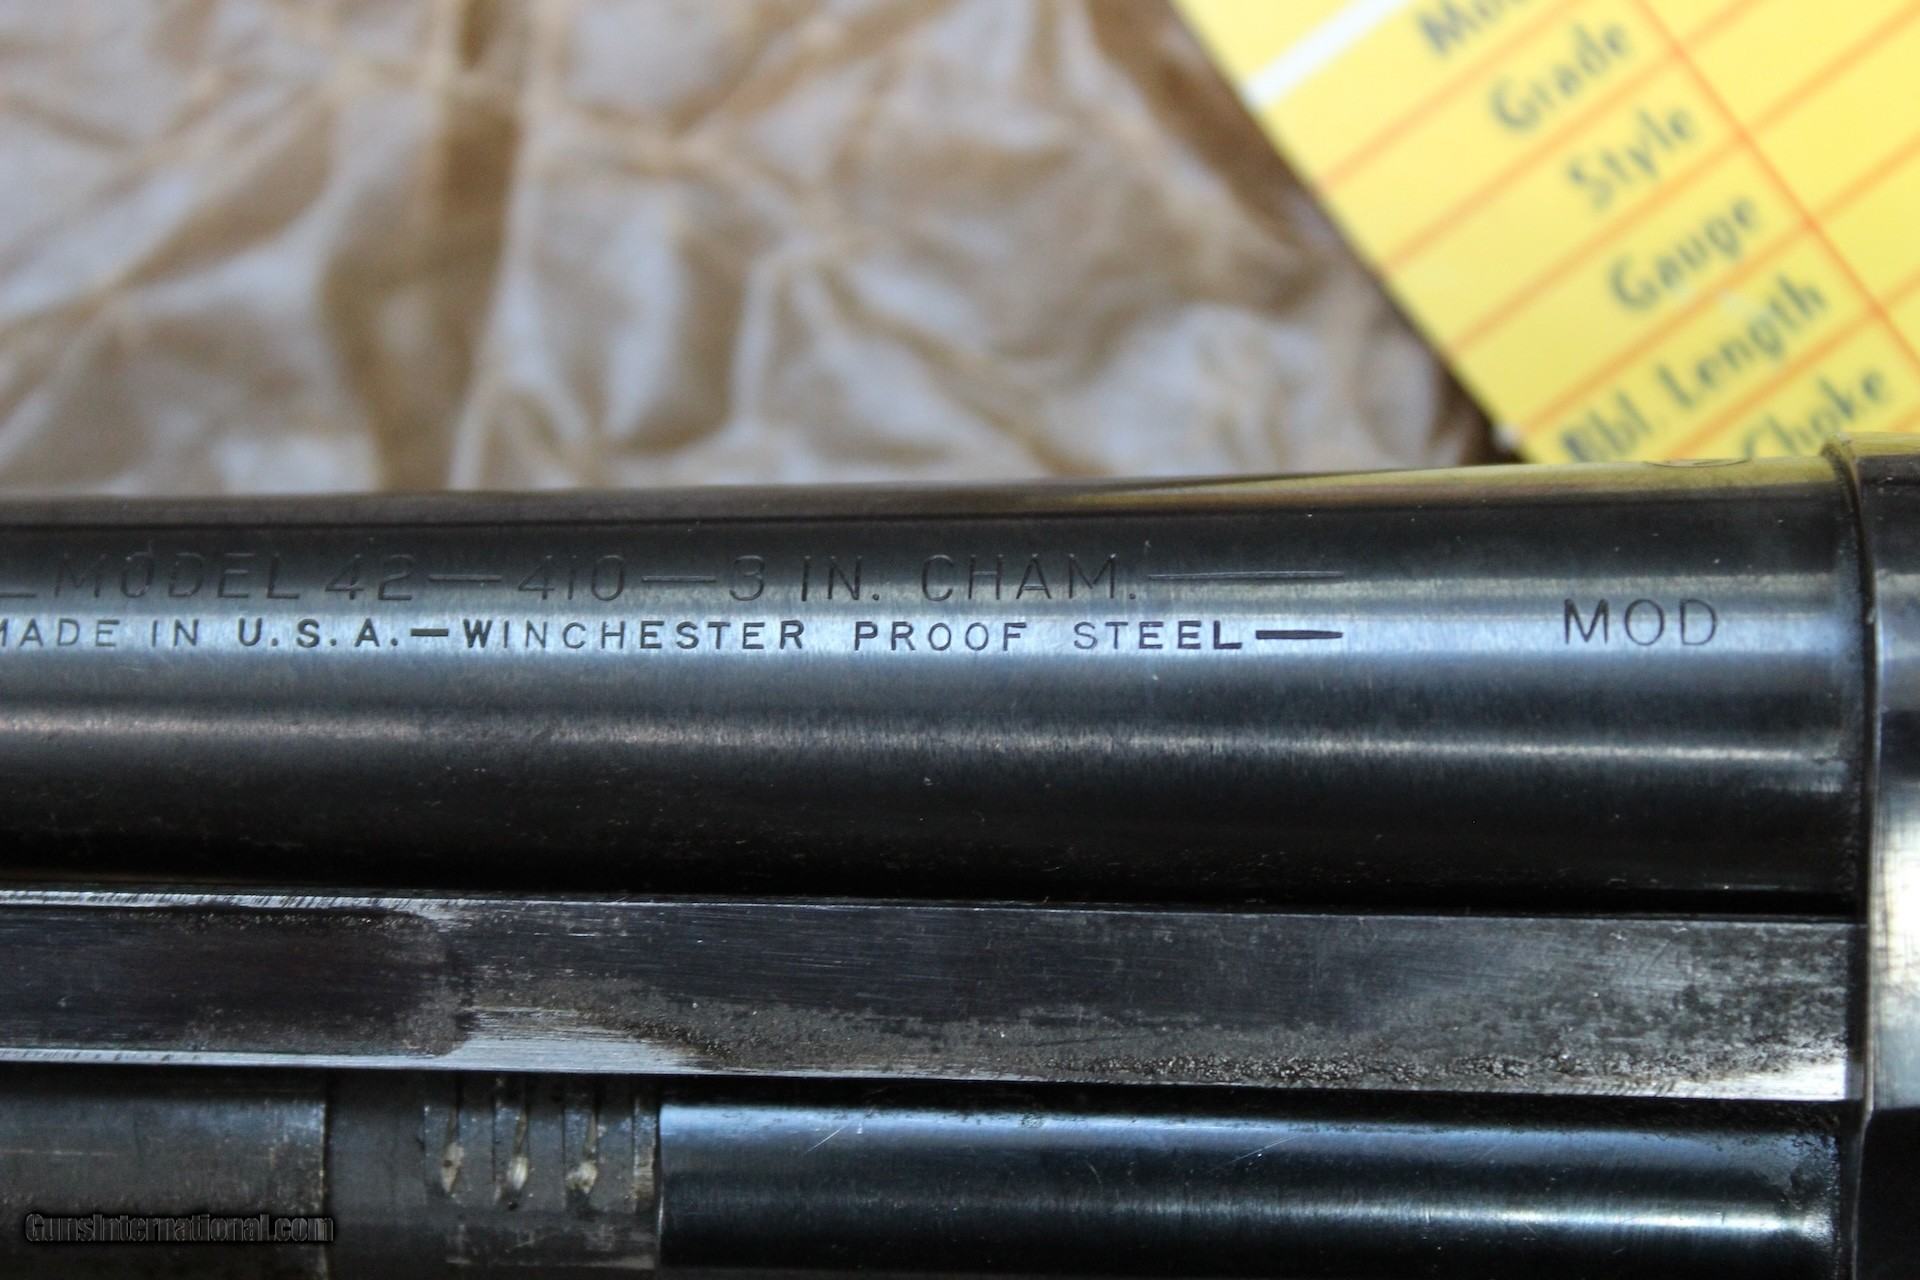 Grade
Style
Gauge
Bbl. Length
Choke
MODEL 42—410—3 IN. CHAM.—
MADE IN U.S.A.—WINCHESTER PROOF STEEL—
MOD
GunsInternational.com